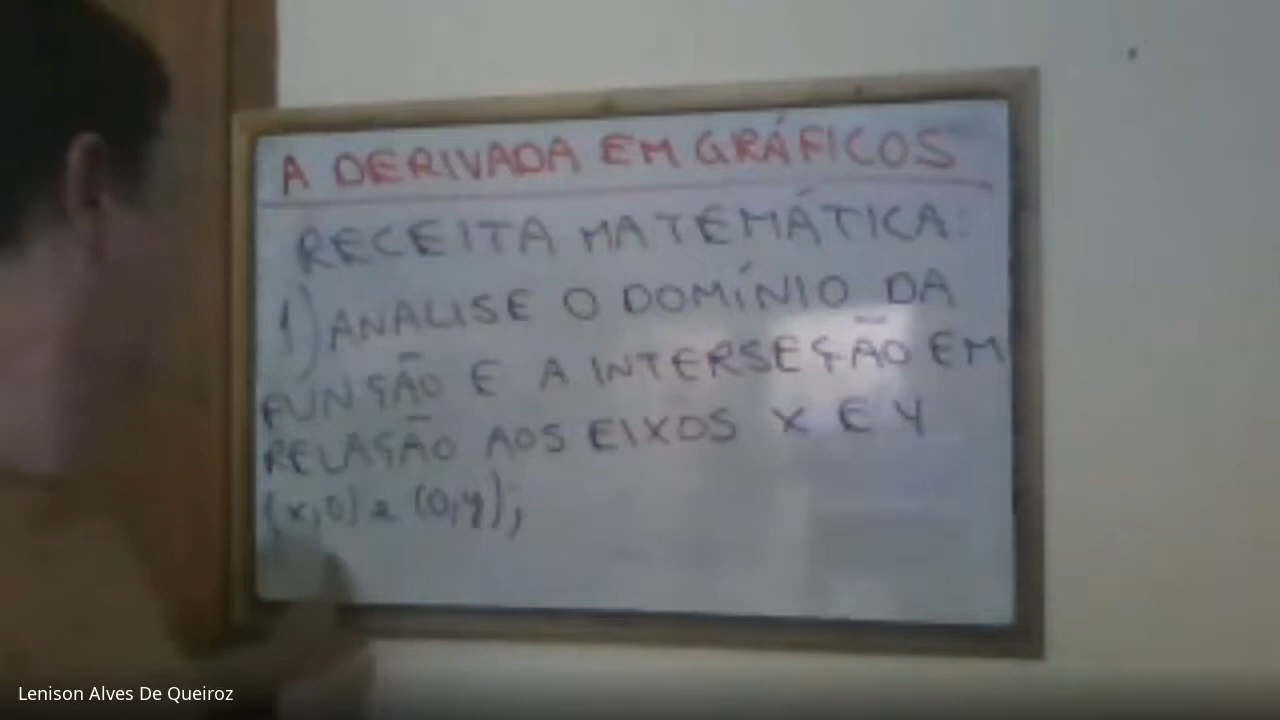 A DERIVADA EM GRÁFICOS
RECEITA MATEMÁTICA:
1) ANALISE O DOMÍNIO DA
FUNÇÃO E A INTERSEÇÃO EM
RELAÇÃO AOS EIXOS X E Y
(x,0) e (0,y);
Lenison Alves De Queiroz